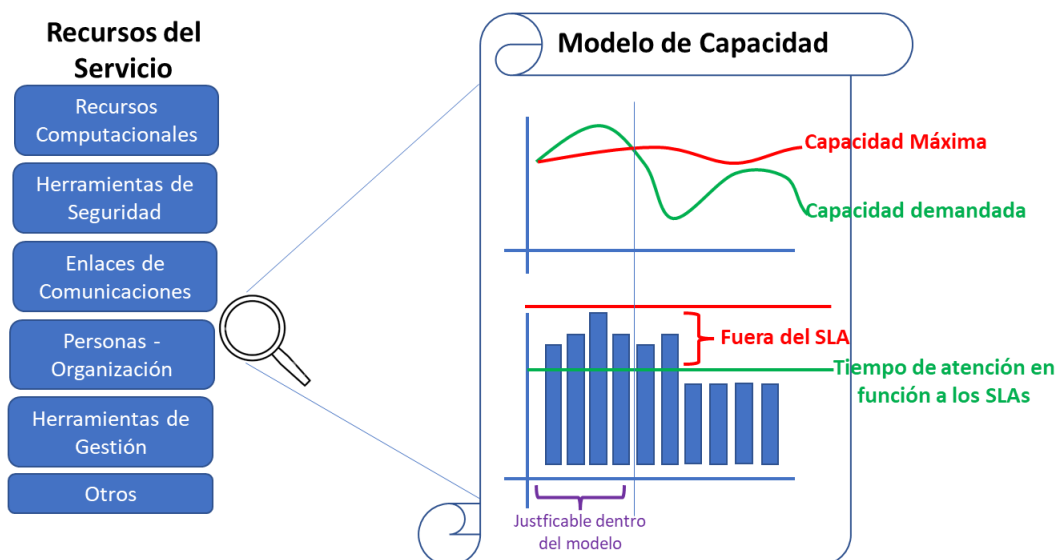 Recursos del
Servicio
Recursos
Computacionales
Herramientas de
Seguridad
Enlaces de
Comunicaciones
Personas -
Organización
Herramientas de
Gestión
Otros
Modelo de Capacidad
Capacidad Máxima
Capacidad demandada
Fuera del SLA
Tiempo de atención en
función a los SLAs
Justficable dentro
del modelo